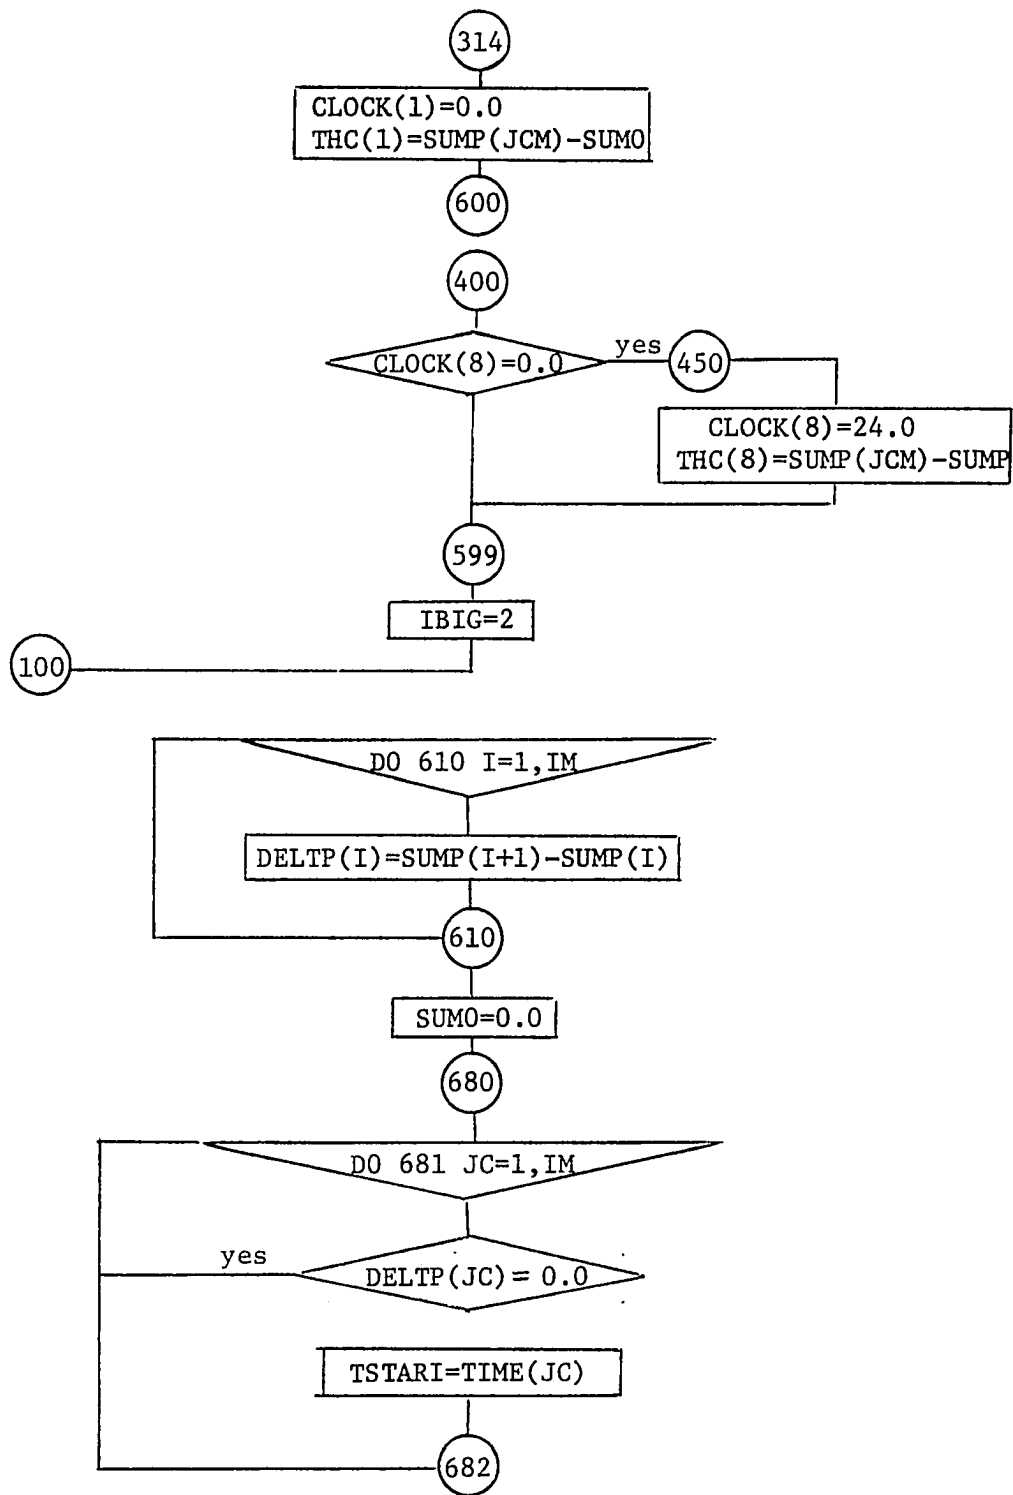 314
CLOCK(1)=0.0
THC(1)=SUMP(JCM)-SUMO
600
400
CLOCK(8)=0.0
yes
450
CLOCK(8)=24.0
THC(8)=SUMP(JCM)-SUMP
599
IBIG=2
100
DO 610 I=1,IM
DELTP(I)=SUMP(I+1)-SUMP(I)
610
SUMO=0.0
680
DO 681 JC=1,IM
yes
DELTP(JC)= 0.0
TSTARI=TIME(JC)
682